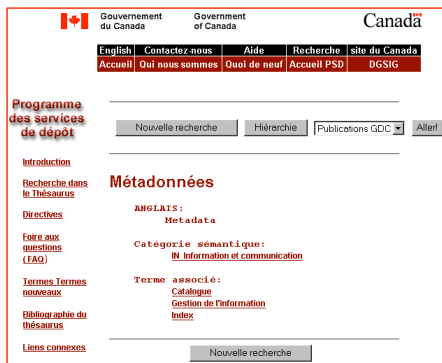 Gouvernement Government
du Canada of Canada
Canada
English Contactez-nous Aide Recherche site du Canada
Accueil Qui nous sommes Quoi de neuf Accueil PSD DGSIG
Programme
des services
de dépôt
Nouvelle recherche Hiérarchie Publications GDC Aller!
Introduction
Recherche dans
le Thésaurus
Directives
Foire aux
questions
(FAQ)
Termes Termes
nouveaux
Bibliographie du
thésaurus
Liens connexes
Métadonnées
ANGLAIS:
Metadata
Catégorie sémantique:
IN Information et communication
Terme associé:
Catalogue
Gestion de l'information
Index
Nouvelle recherche